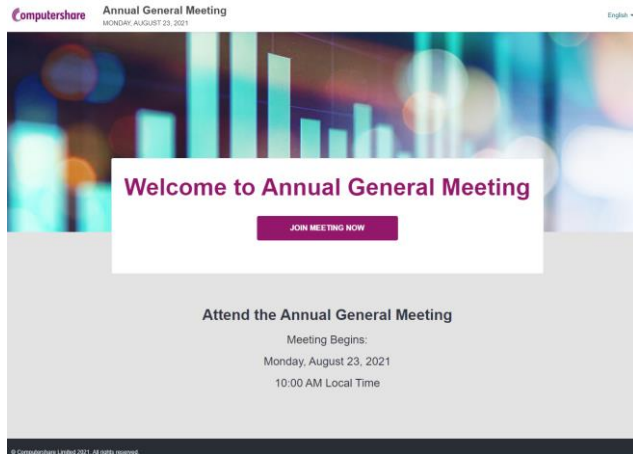 Computershare
Annual General Meeting
MONDAY, AUGUST 23, 2021
English
Welcome to Annual General Meeting
JOIN MEETING NOW
Attend the Annual General Meeting
Meeting Begins:
Monday, August 23, 2021
10:00 AM Local Time
© Computershare Limited 2021. All rights reserved.